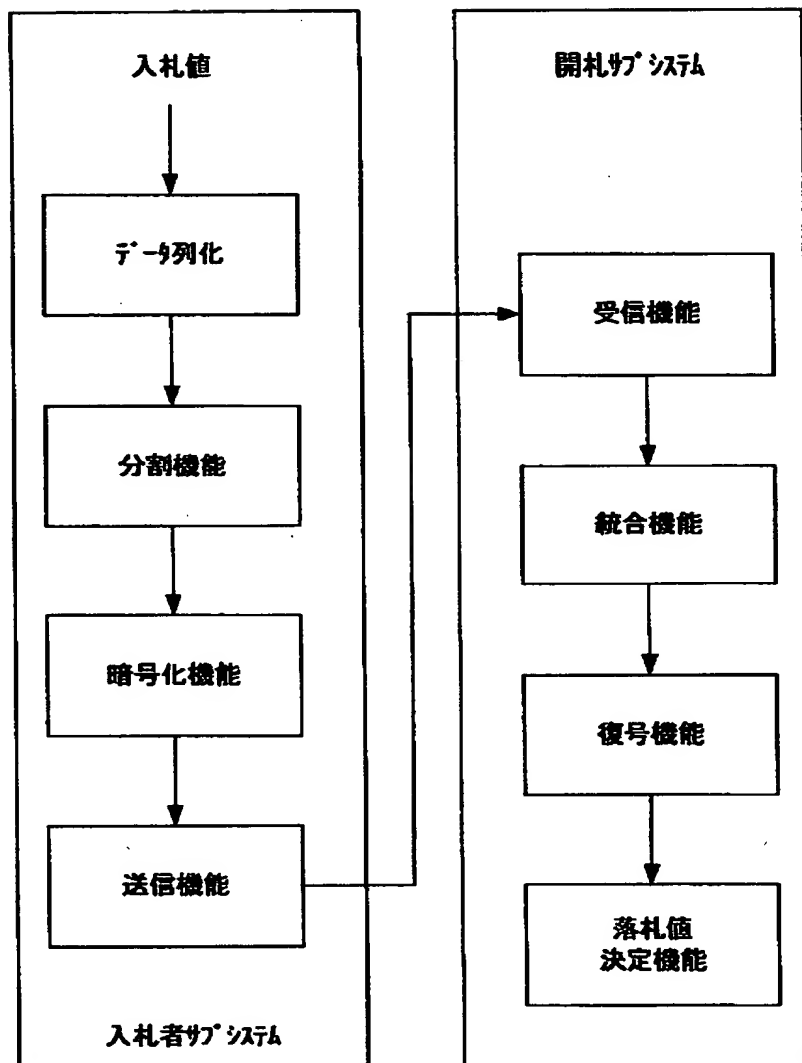 入札値
データ列化
分割機能
暗号化機能
送信機能
入札者サブシステム
開札サブシステム
受信機能
統合機能
復号機能
落札値
決定機能